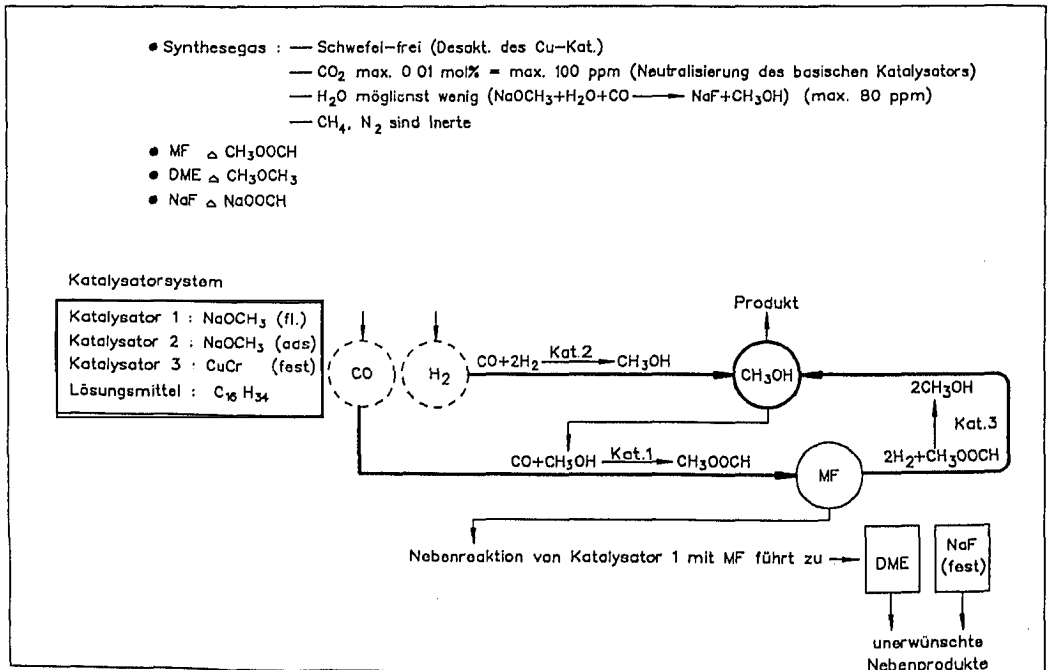 ● Synthesegas : — Schwefel-frei (Desakt. des Cu-Kat.)
— CO₂ max. 0 01 mol% = max. 100 ppm (Neutralisierung des basischen Katalysators)
— H₂O möglienst wenig (NaOCH₃+H₂O+CO → NaF+CH₃OH) (max. 80 ppm)
— CH₄, N₂ sind Inerte
● MF ≙ CH₃OOCH
● DME ≙ CH₃OCH₃
● NaF ≙ NaOOCH
Katalysatorsystem
Katalysator 1 : NaOCH₃ (fl.)
Katalysator 2 : NaOCH₃ (ads)
Katalysator 3 : CuCr (fest)
Lösungsmittel : C₁₆H₃₄
Produkt
CO
H₂
CO+2H₂ Kat.2 → CH₃OH
CH₃OH
2CH₃OH
Kat.3
2H₂+CH₃OOCH
CO+CH₃OH Kat.1 → CH₃OOCH
MF
Nebenreaktion von Katalysator 1 mit MF führt zu →
DME
NaF
(fest)
unerwünschte
Nebenprodukte